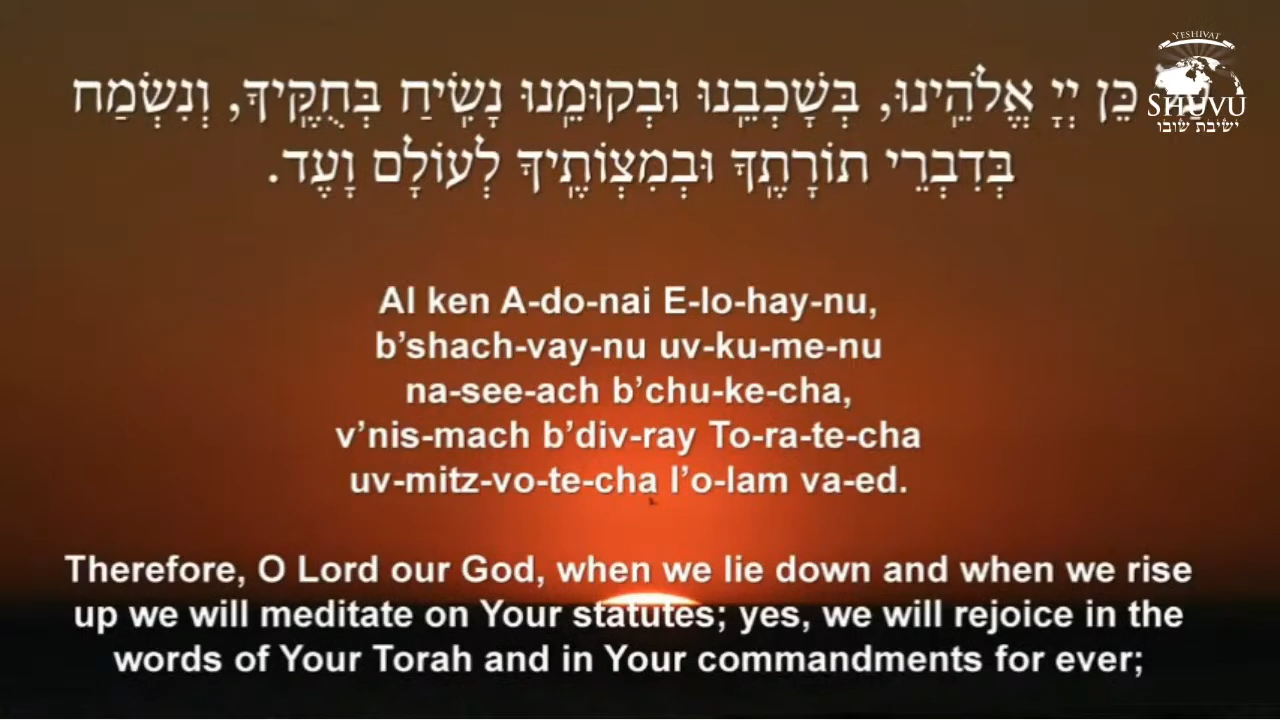 כֵּן יְיָ אֱלֹהֵֽינוּ, בְּשָׁכְבֵֽנוּ וּבְקוּמֵֽנוּ נָשִֽׂיחַ בְּחֻקֶּֽיךָ, וְנִשְׂמַח
בְּדִבְרֵי תוֹרָתֶֽךָ וּבְמִצְוֹתֶֽיךָ לְעוֹלָם וָעֶד.
YESHIVAT
SHUVU
ישיבת שובו
Al ken A-do-nai E-lo-hay-nu,
b’shach-vay-nu uv-ku-me-nu
na-see-ach b’chu-ke-cha,
v’nis-mach b’div-ray To-ra-te-cha
uv-mitz-vo-te-cha l’o-lam va-ed.
Therefore, O Lord our God, when we lie down and when we rise
up we will meditate on Your statutes; yes, we will rejoice in the
words of Your Torah and in Your commandments for ever;